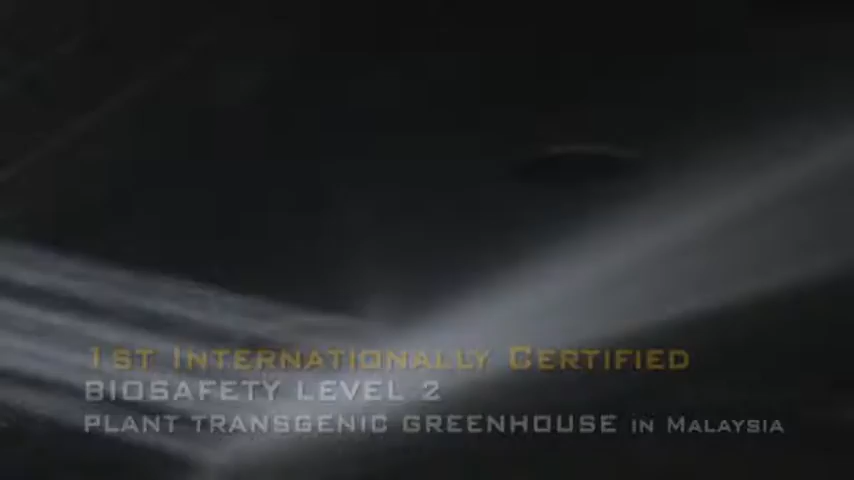 1st Internationally Certified
BIOSAFETY LEVEL 2
PLANT TRANSGENIC GREENHOUSE in Malaysia